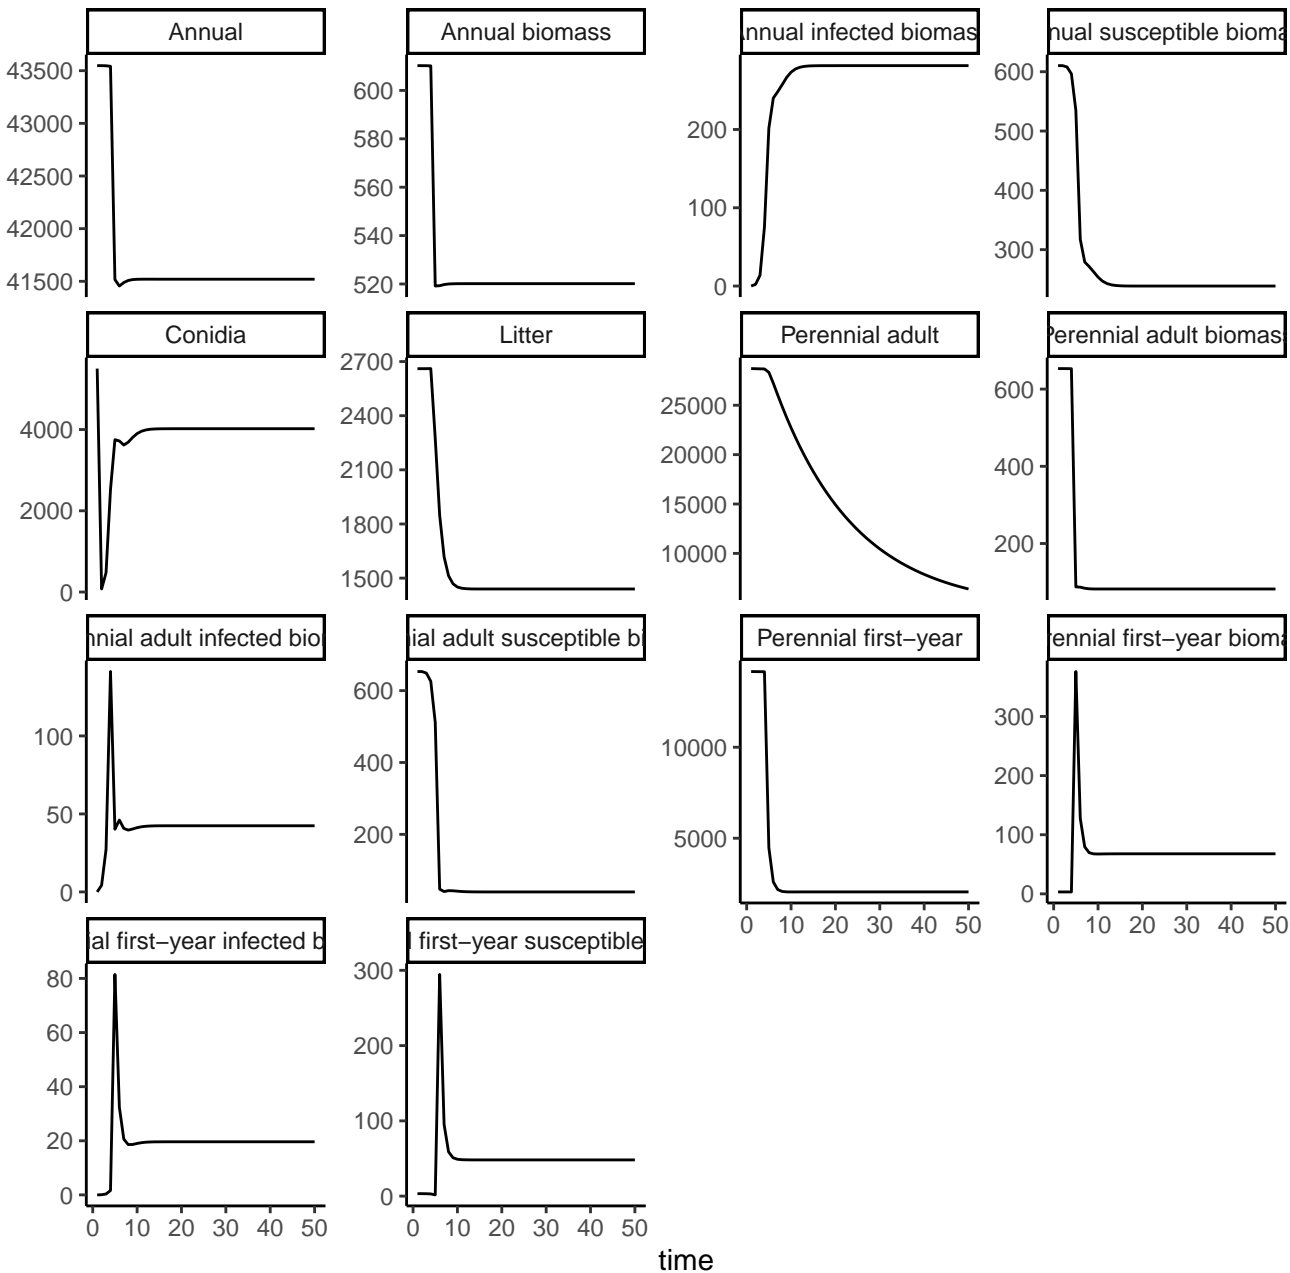 Annual
Annual biomass
nnual infected biomas
nual susceptible bioma
43500
43000
42500
42000
41500
600
580
560
540
520
200
100
0
600
500
400
300
Conidia
Litter
Perennial adult
Perennial adult biomas
4000
2000
0
2700
2400
2100
1800
1500
25000
20000
15000
10000
600
400
200
nnial adult infected bio
ial adult susceptible bi
Perennial first−year
rennial first−year bioma
100
50
0
600
400
200
10000
5000
300
200
100
0
0 10 20 30 40 50
0 10 20 30 40 50
ial first−year infected b
first−year susceptible
80
60
40
20
0
300
200
100
0
0 10 20 30 40 50
0 10 20 30 40 50
time